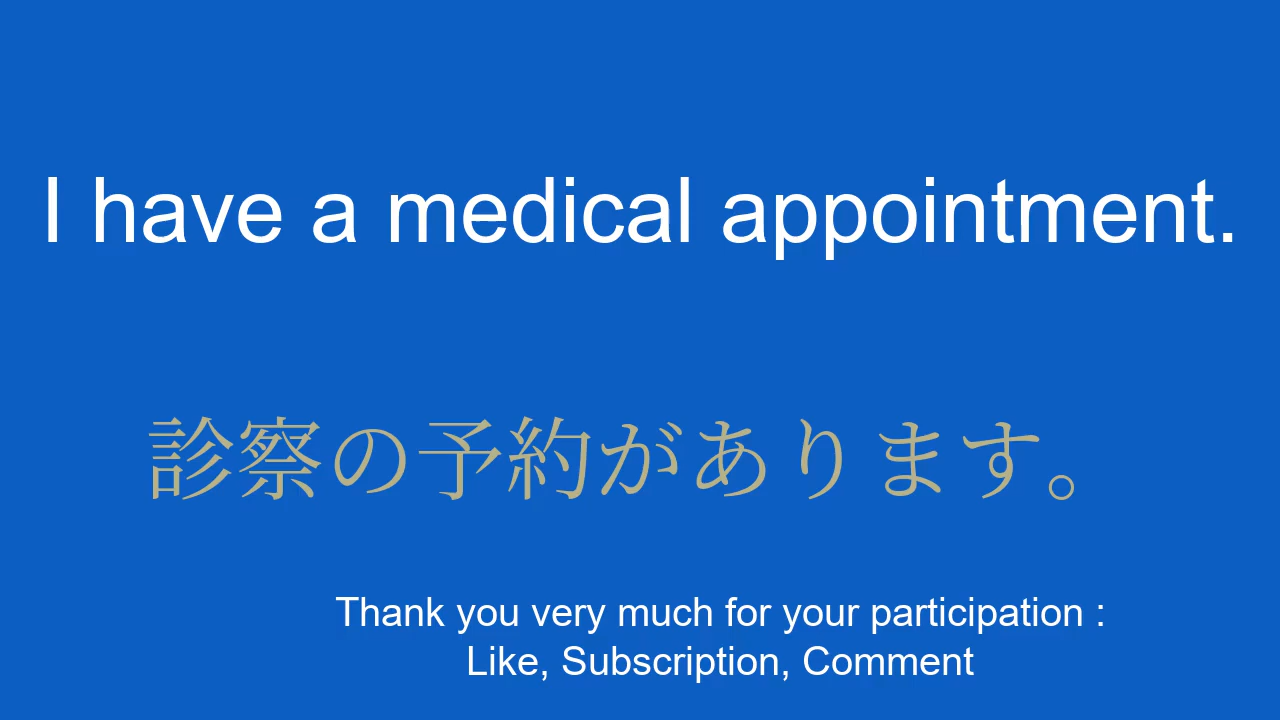 I have a medical appointment.
診察の予約があります。
Thank you very much for your participation :
Like, Subscription, Comment